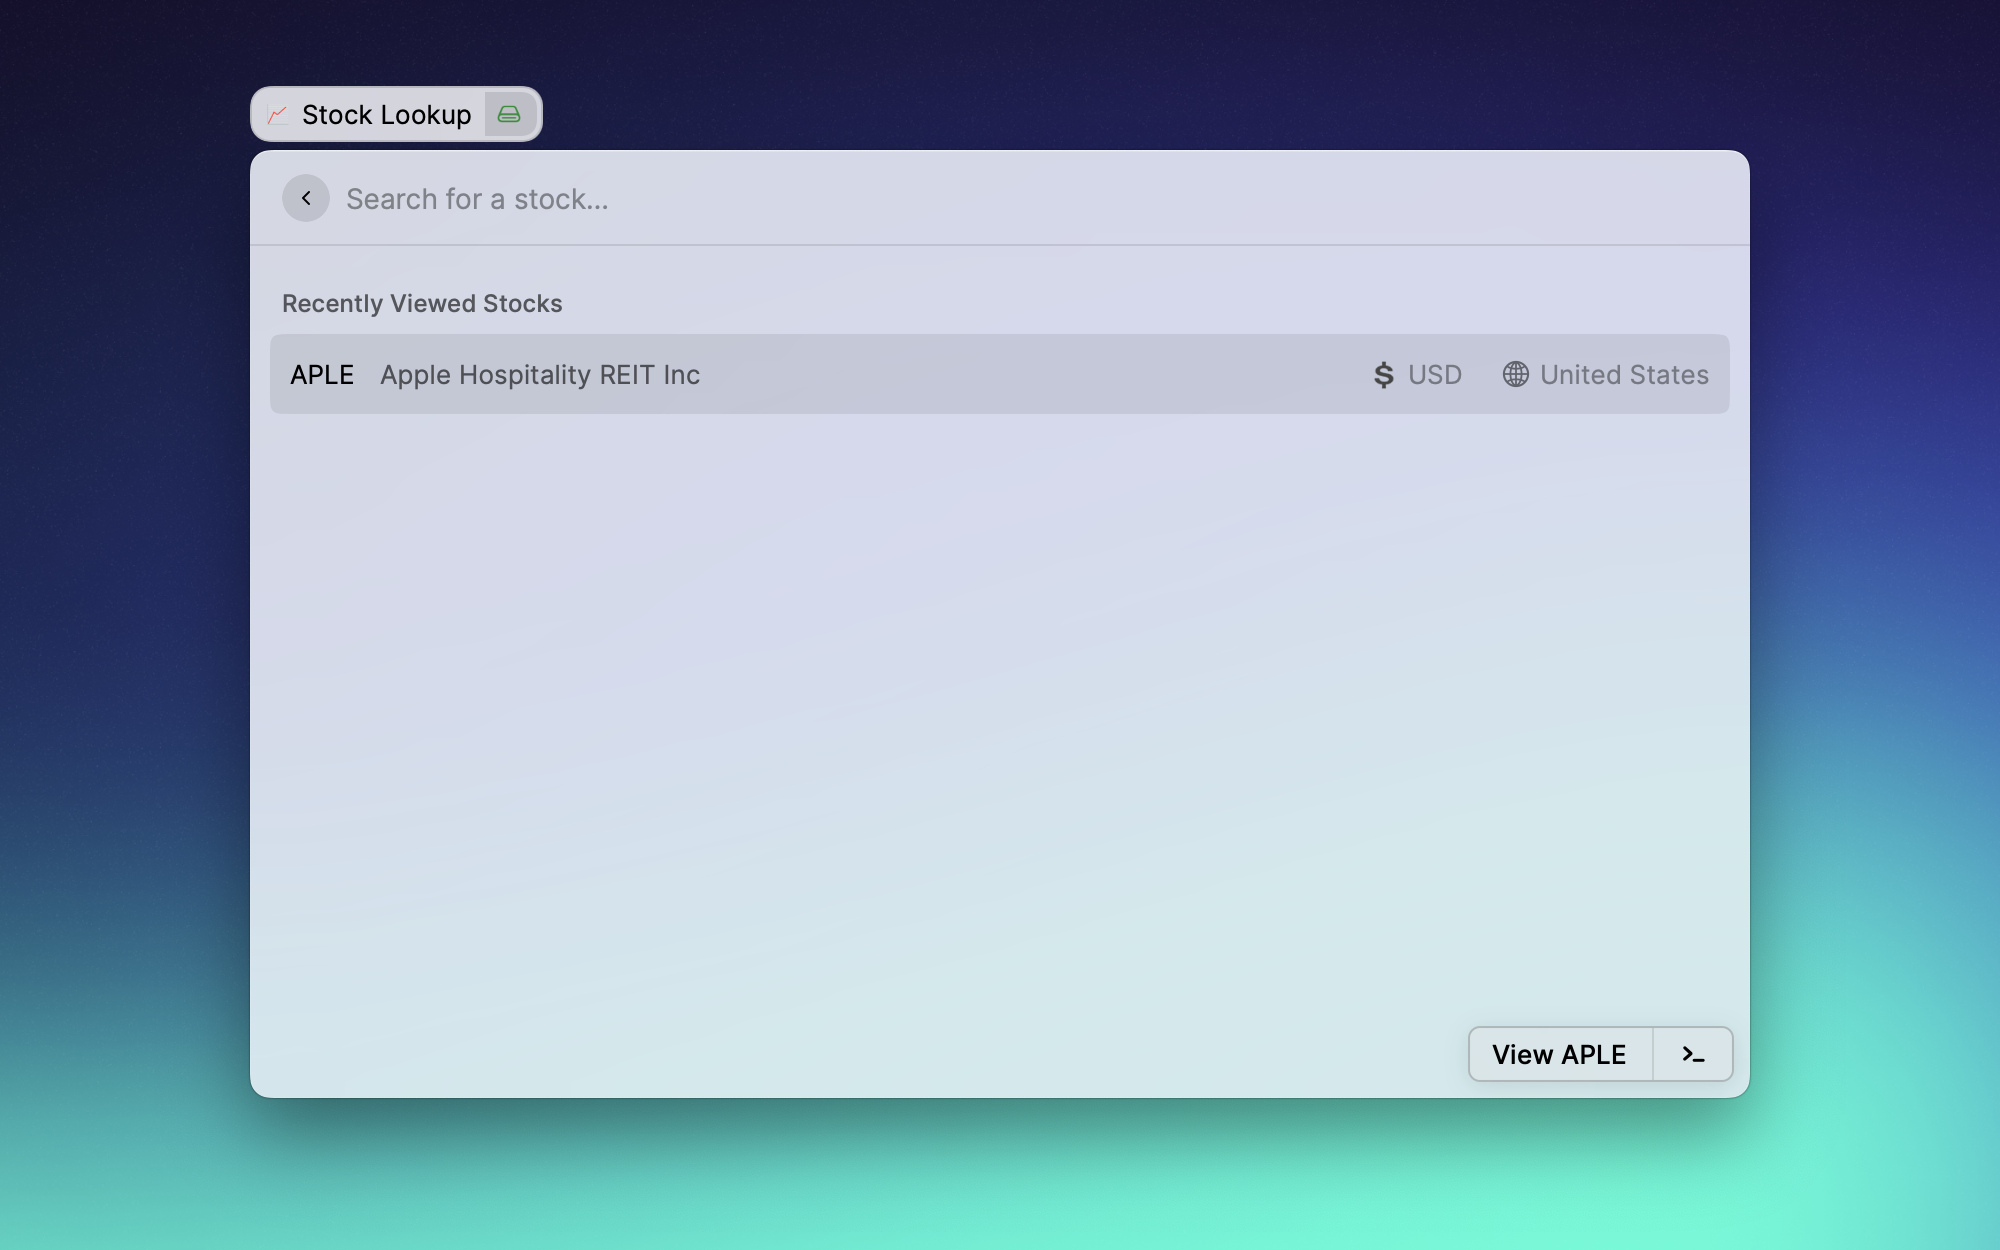 Stock Lookup
Search for a stock...
Recently Viewed Stocks
APLE Apple Hospitality REIT Inc $ USD United States
View APLE >_